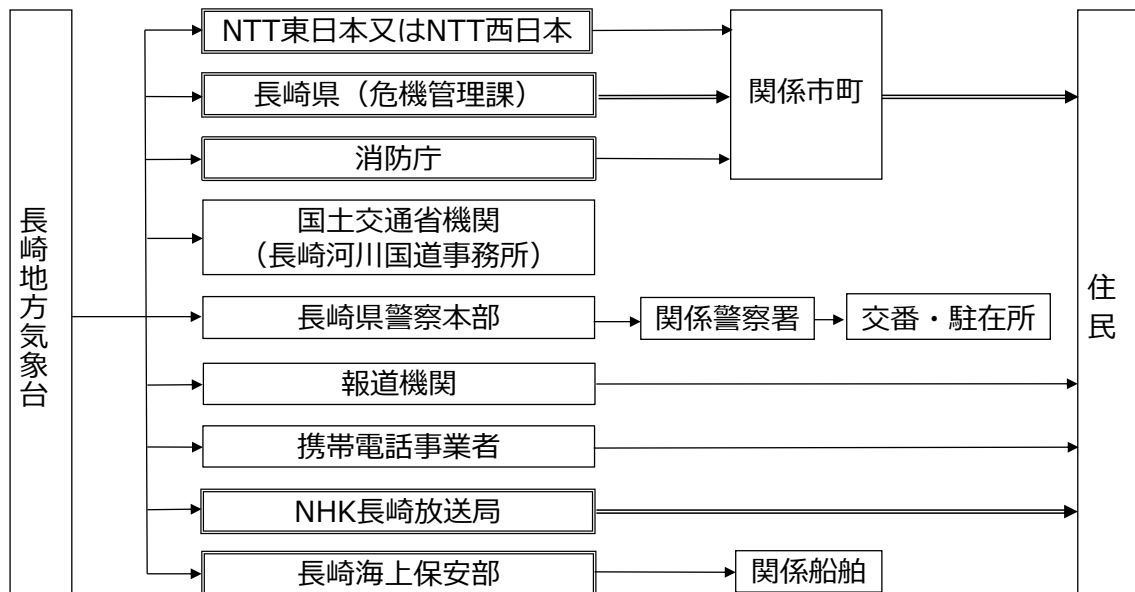 長崎地方気象台
NTT東日本又はNTT西日本
長崎県（危機管理課）
消防庁
関係市町
国土交通省機関
（長崎河川国道事務所）
長崎県警察本部
関係警察署
交番・駐在所
報道機関
携帯電話事業者
NHK長崎放送局
長崎海上保安部
関係船舶
住民